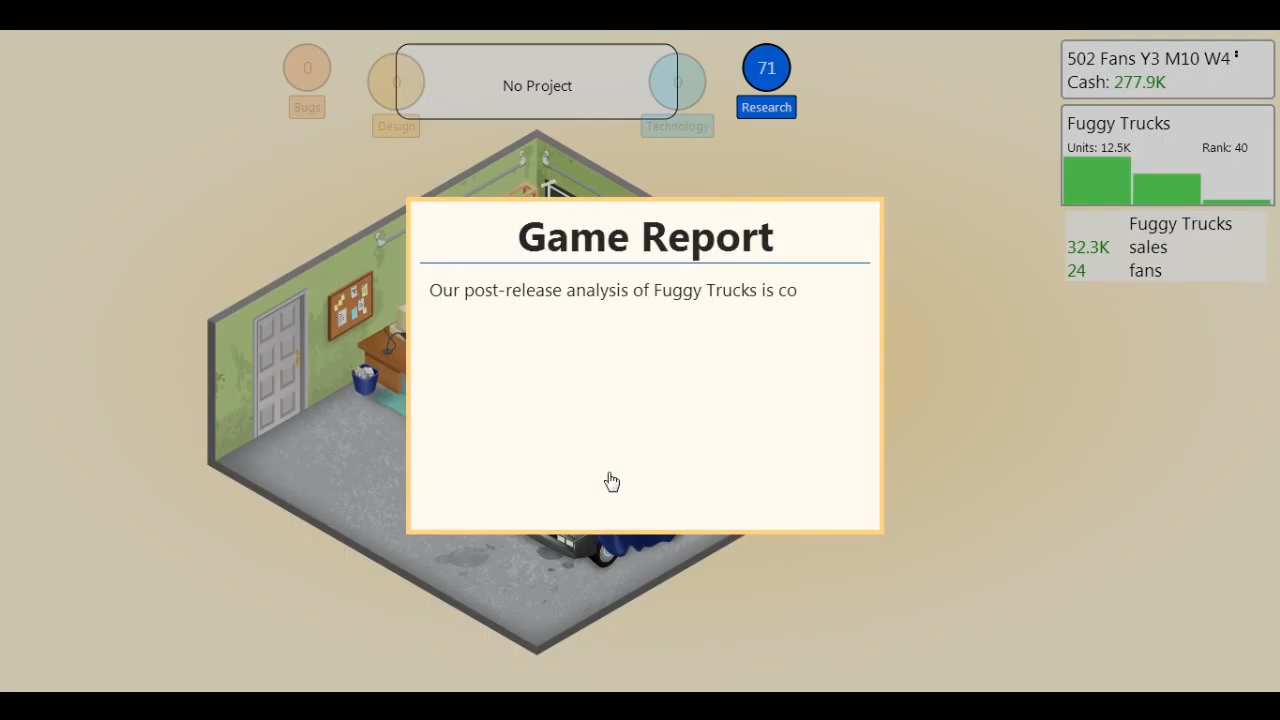 0
Bugs
0
Design
No Project
0
Technology
71
Research
502 Fans Y3 M10 W4
Cash: 277.9K
Fuggy Trucks
Units: 12.5K Rank: 40
Fuggy Trucks
32.3K sales
24 fans
Game Report
Our post-release analysis of Fuggy Trucks is co